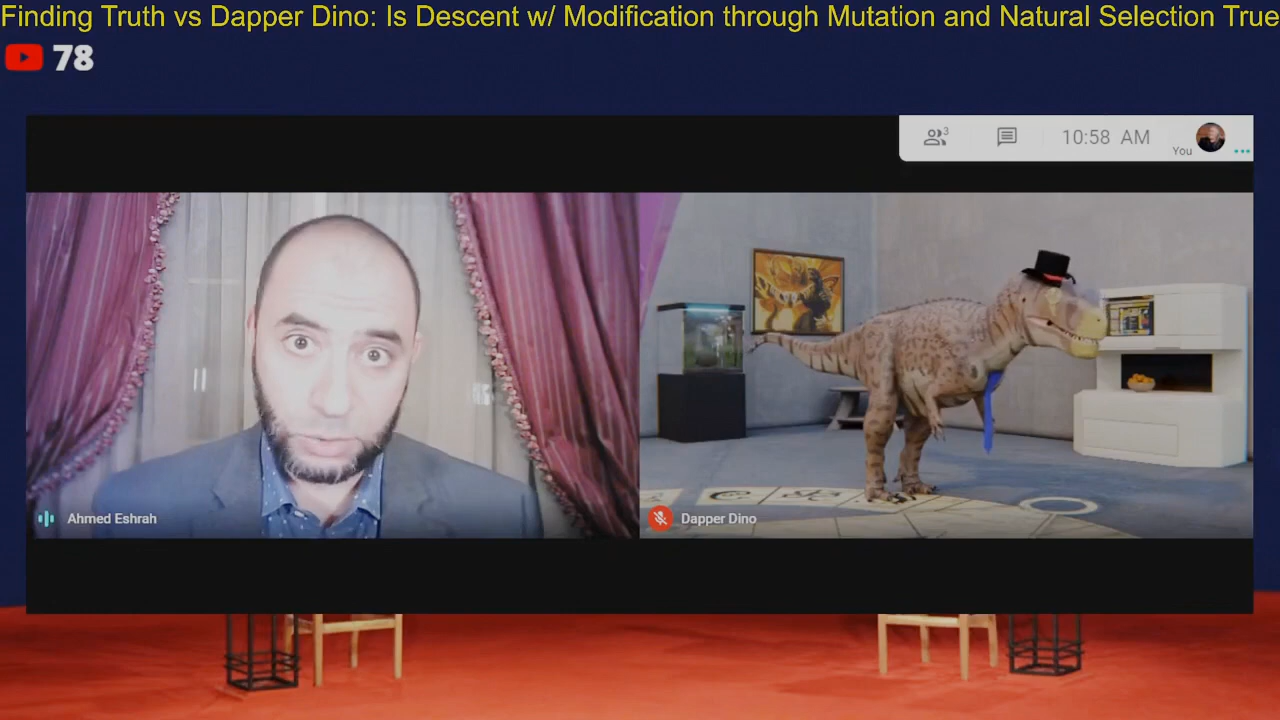 Finding Truth vs Dapper Dino: Is Descent w/ Modification through Mutation and Natural Selection True
78
3
10:58 AM
You
Ahmed Eshrah
Dapper Dino